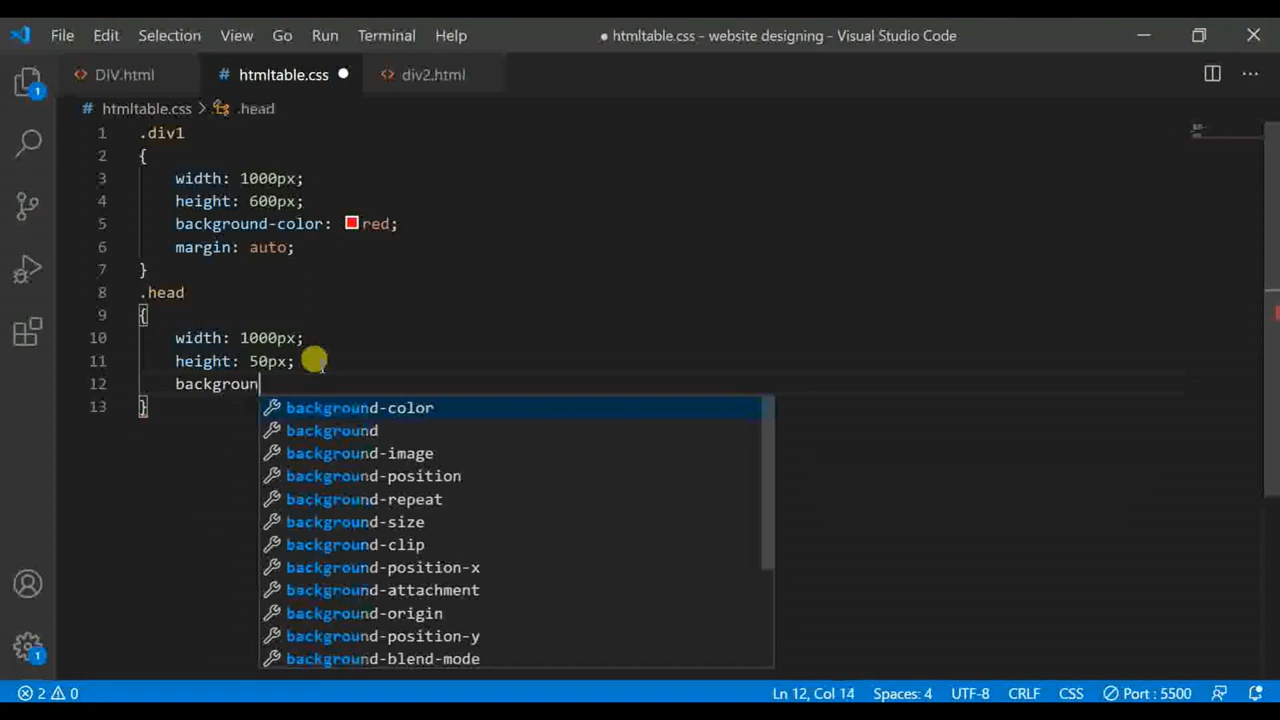 File Edit Selection View Go Run Terminal Help ● htmltable.css - website designing - Visual Studio Code
1 <> DIV.html # htmltable.css ● <> div2.html ...
# htmltable.css > .head
1 .div1
2 {
3 width: 1000px;
4 height: 600px;
5 background-color: red;
6 margin: auto;
7 }
8 .head
9 {
10 width: 1000px;
11 height: 50px;
12 backgroun
13 }
background-color
background
background-image
background-position
background-repeat
background-size
background-clip
background-position-x
background-attachment
background-origin
background-position-y
background-blend-mode
1
2 0 Ln 12, Col 14 Spaces: 4 UTF-8 CRLF CSS Port : 5500